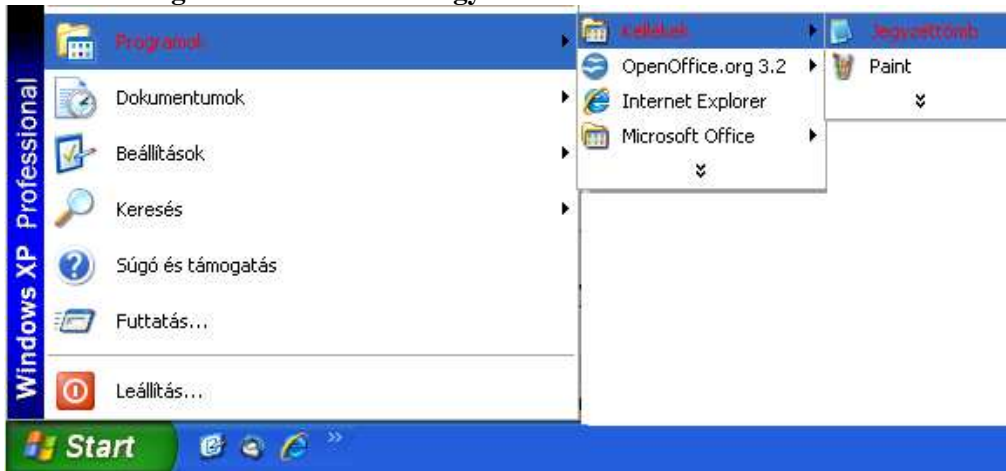 Programok
Dokumentumok
Beállítások
Keresés
Súgó és támogatás
Futtatás...
Leállítás...
Windows XP Professional
Kellékek
OpenOffice.org 3.2
Internet Explorer
Microsoft Office
Jegyzettömb
Paint
Start